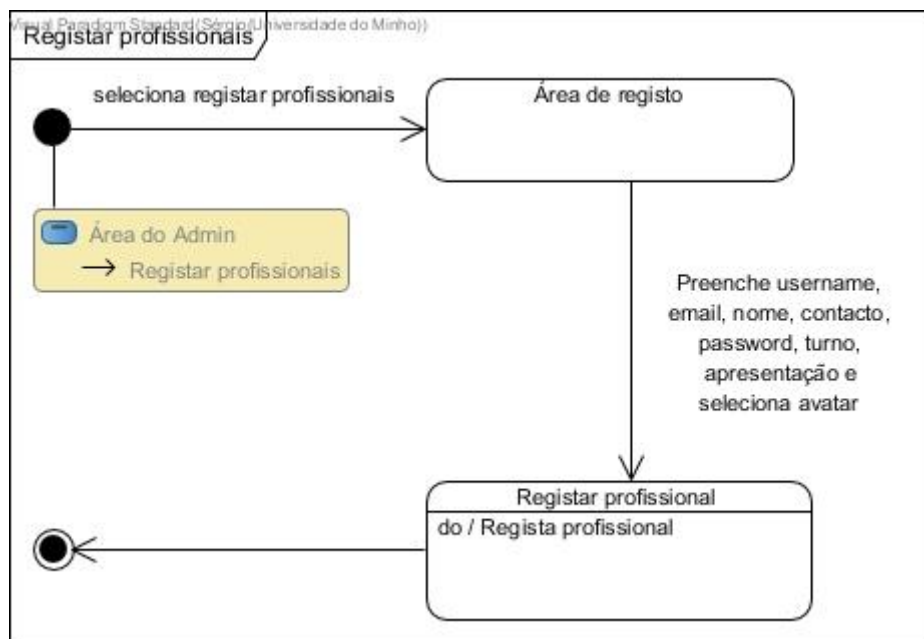 Visual Paradigm Standard(Sérgio(Universidade do Minho))
Registar profissionais
seleciona registar profissionais
Área de registo
Área do Admin
Registar profissionais
Preenche username,
email, nome, contacto,
password, turno,
apresentação e
seleciona avatar
Registar profissional
do / Regista profissional